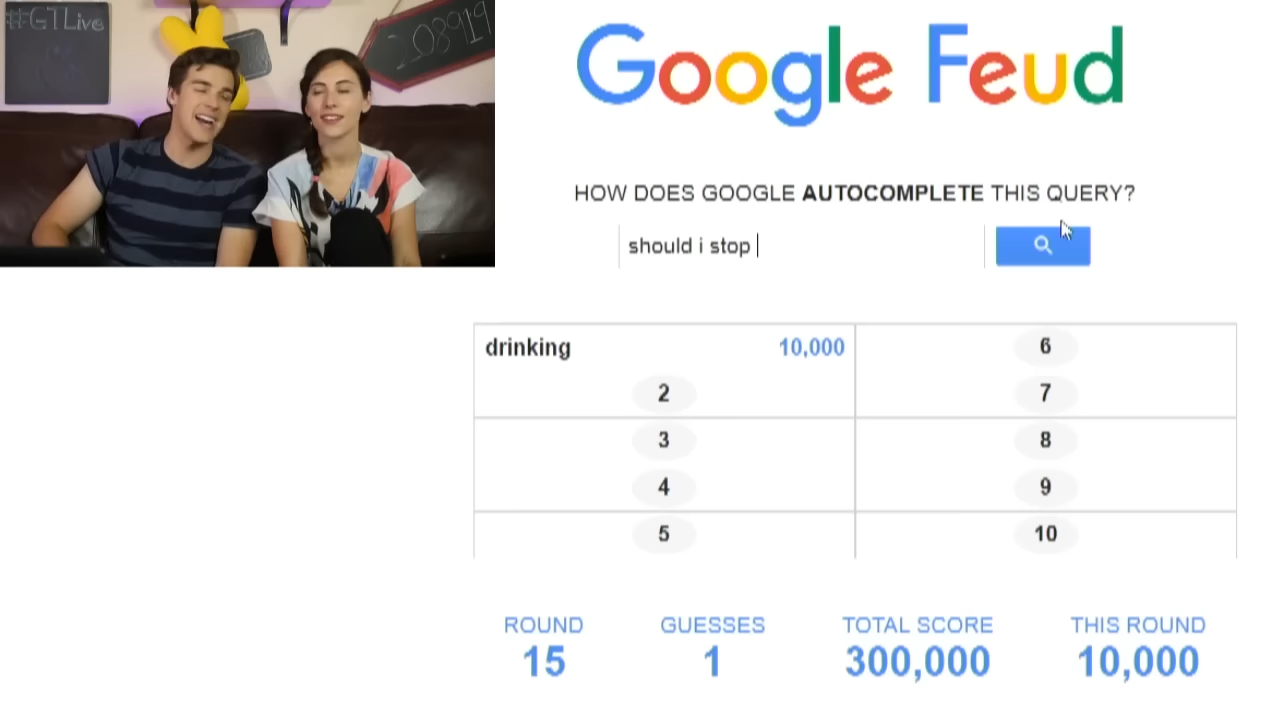 #GTLive
208919
Google Feud
HOW DOES GOOGLE AUTOCOMPLETE THIS QUERY?
should i stop
drinking 10,000
2
3
4
5
6
7
8
9
10
ROUND GUESSES TOTAL SCORE THIS ROUND
15 1 300,000 10,000